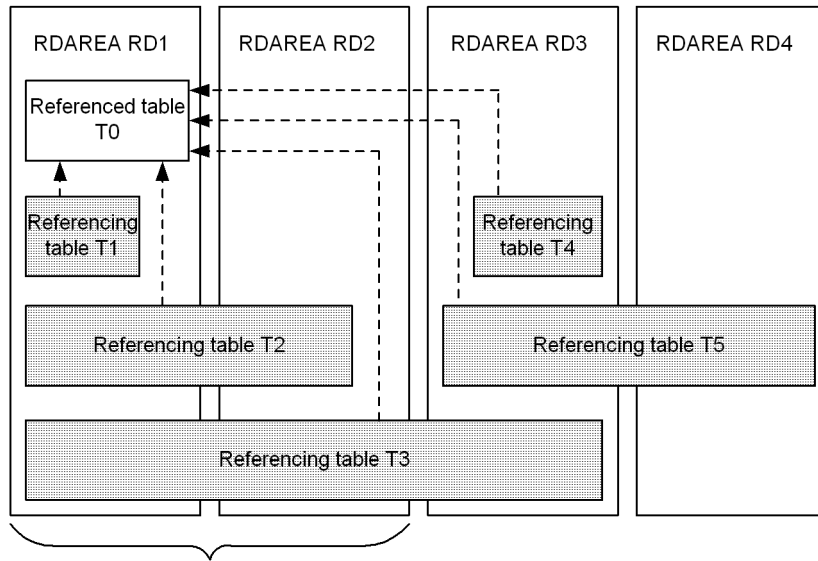 RDAREA RD1
RDAREA RD2
RDAREA RD3
RDAREA RD4
Referenced table
T0
Referencing
table T1
Referencing
table T4
Referencing table T2
Referencing table T5
Referencing table T3